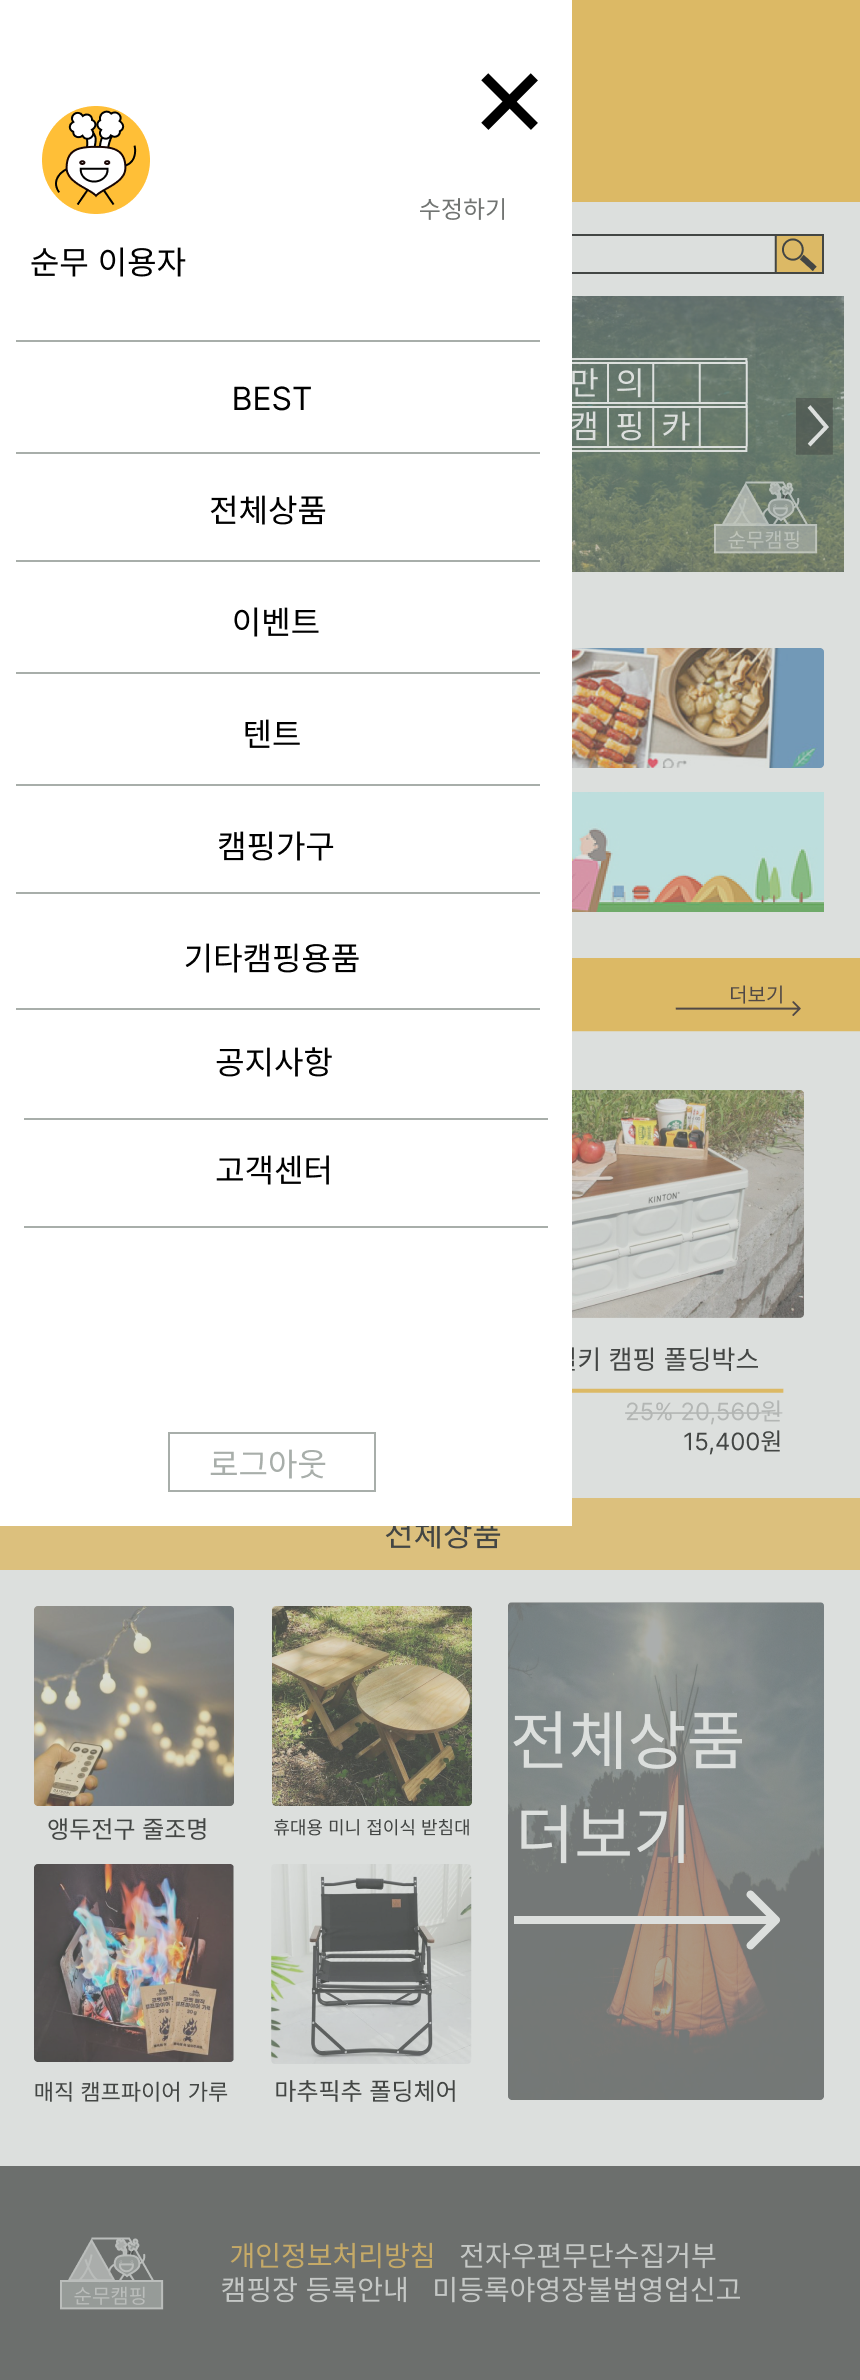 수정하기
순무 이용자
BEST
전체상품
이벤트
텐트
캠핑가구
기타캠핑용품
공지사항
고객센터
로그아웃
만의
캠핑카
순무캠핑
더보기
KINTON
키 캠핑 폴딩박스
25% 20,560원
15,400원
전체상품
앵두전구 줄조명
휴대용 미니 접이식 받침대
매직 캠프파이어 가루
마추픽추 폴딩체어
전체상품
더보기
순무캠핑
개인정보처리방침 전자우편무단수집거부
캠핑장 등록안내 미등록야영장불법영업신고